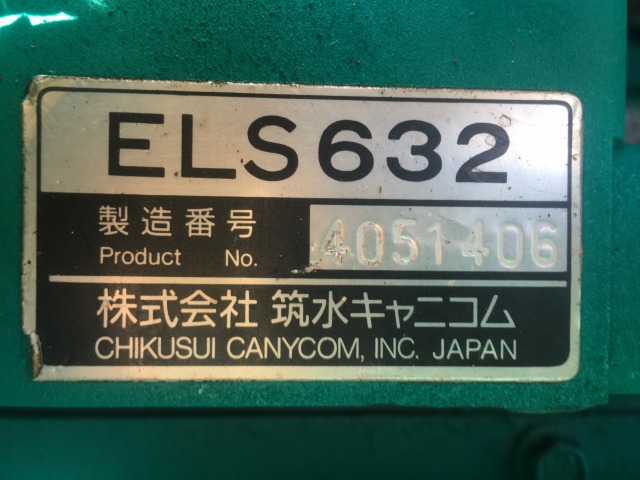 ELS632
製造番号
Product No. 4051406
株式会社 筑水キャニコム
CHIKUSUI CANYCOM, INC. JAPAN